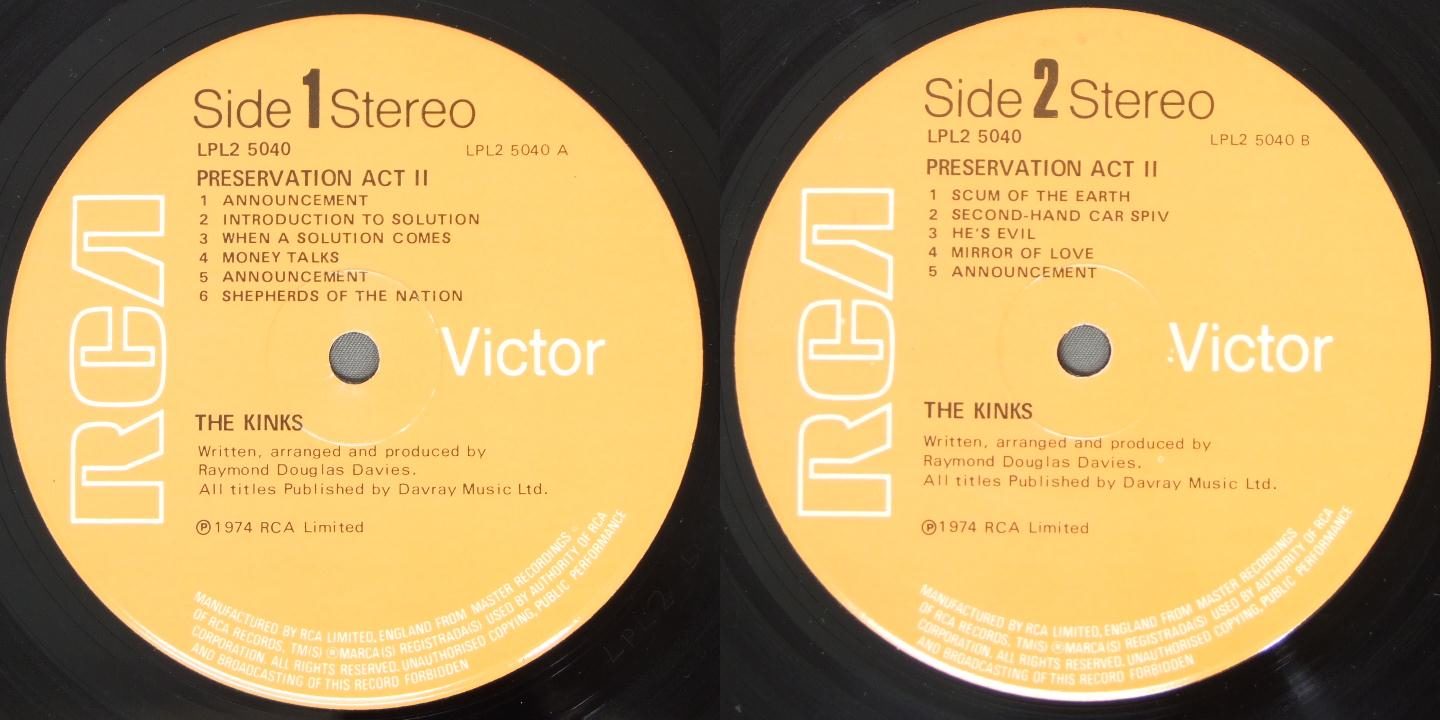 Side 1 Stereo
LPL2 5040
LPL2 5040 A
PRESERVATION ACT II
1 ANNOUNCEMENT
2 INTRODUCTION TO SOLUTION
3 WHEN A SOLUTION COMES
4 MONEY TALKS
5 ANNOUNCEMENT
6 SHEPHERDS OF THE NATION
RCA
Victor
THE KINKS
Written, arranged and produced by
Raymond Douglas Davies.
All titles Published by Davray Music Ltd.
℗1974 RCA Limited
MANUFACTURED BY RCA LIMITED, ENGLAND FROM MASTER RECORDINGS
OF RCA RECORDS. TM(S) ® MARCA(S) REGISTRADA(S) USED BY AUTHORITY OF RCA
CORPORATION. ALL RIGHTS RESERVED. UNAUTHORISED COPYING, PUBLIC PERFORMANCE
AND BROADCASTING OF THIS RECORD FORBIDDEN
Side 2 Stereo
LPL2 5040
LPL2 5040 B
PRESERVATION ACT II
1 SCUM OF THE EARTH
2 SECOND-HAND CAR SPIV
3 HE'S EVIL
4 MIRROR OF LOVE
5 ANNOUNCEMENT
RCA
Victor
THE KINKS
Written, arranged and produced by
Raymond Douglas Davies.
All titles Published by Davray Music Ltd.
℗1974 RCA Limited
MANUFACTURED BY RCA LIMITED, ENGLAND FROM MASTER RECORDINGS
OF RCA RECORDS. TM(S) ® MARCA(S) REGISTRADA(S) USED BY AUTHORITY OF RCA
CORPORATION. ALL RIGHTS RESERVED. UNAUTHORISED COPYING, PUBLIC PERFORMANCE
AND BROADCASTING OF THIS RECORD FORBIDDEN